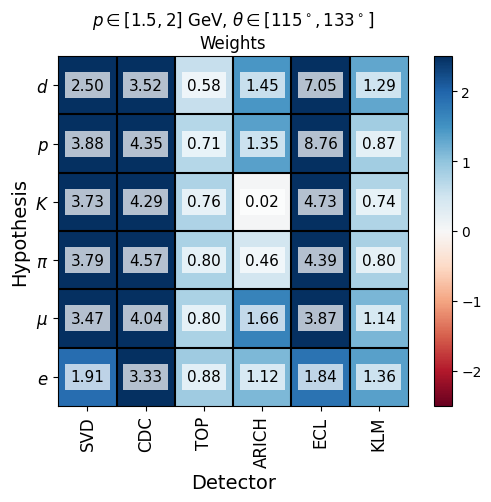 p ∈ [1.5, 2] GeV, θ ∈ [115°, 133°]
Weights
Hypothesis
d 2.50 3.52 0.58 1.45 7.05 1.29
p 3.88 4.35 0.71 1.35 8.76 0.87
K 3.73 4.29 0.76 0.02 4.73 0.74
π 3.79 4.57 0.80 0.46 4.39 0.80
μ 3.47 4.04 0.80 1.66 3.87 1.14
e 1.91 3.33 0.88 1.12 1.84 1.36
SVD CDC TOP ARICH ECL KLM
Detector
2
1
0
−1
−2